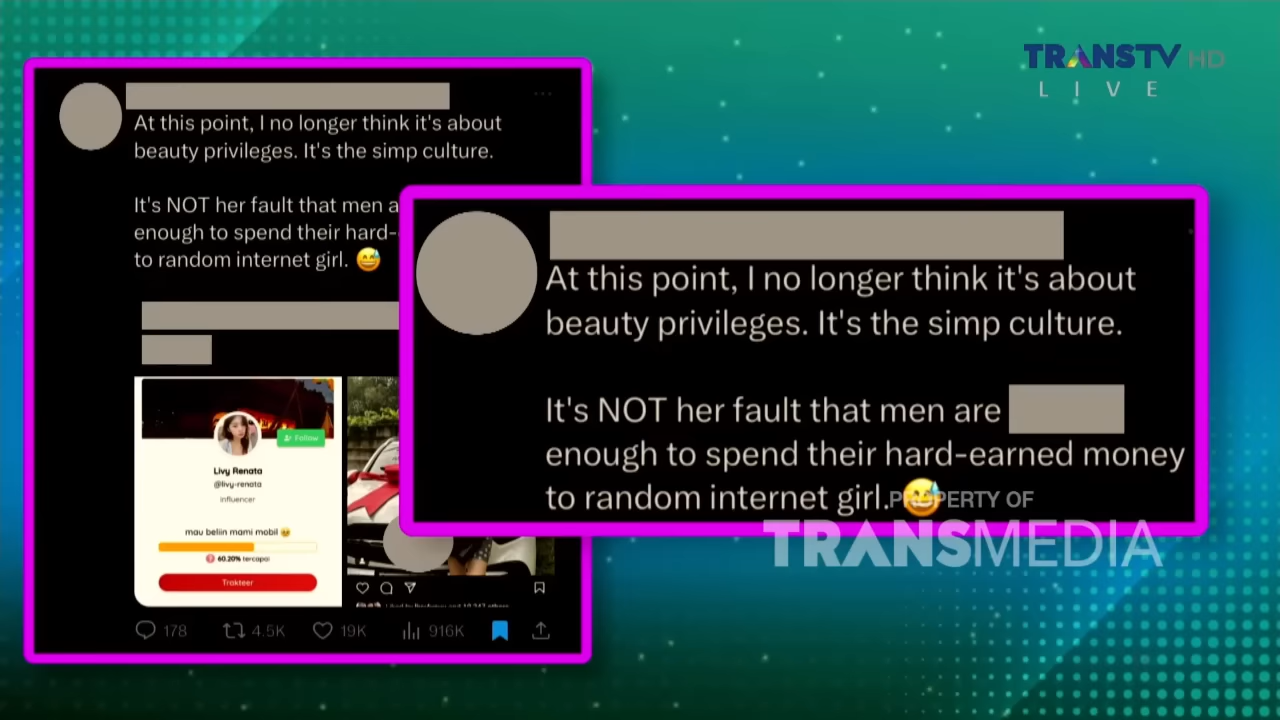 TRANSTV HD
LIVE
At this point, I no longer think it's about
beauty privileges. It's the simp culture.
It's NOT her fault that men a
enough to spend their hard-
to random internet girl. 😅
Follow
Livy Renata
@livy-renata
influencer
mau beliin mami mobil 🥺
60.20% tercapai
Trakteer
178
4.5K
19K
916K
At this point, I no longer think it's about
beauty privileges. It's the simp culture.
It's NOT her fault that men are
enough to spend their hard-earned money
to random internet girl. 😅
PROPERTY OF
TRANSMEDIA